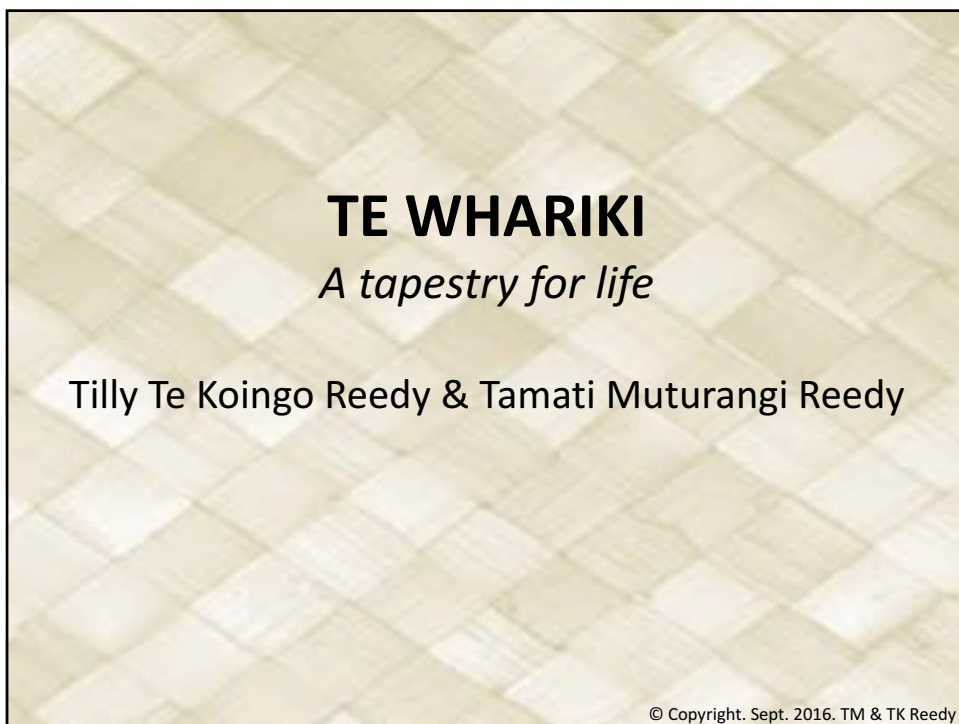 TE WHARIKI
A tapestry for life
Tilly Te Koingo Reedy & Tamati Muturangi Reedy
© Copyright. Sept. 2016. TM & TK Reedy